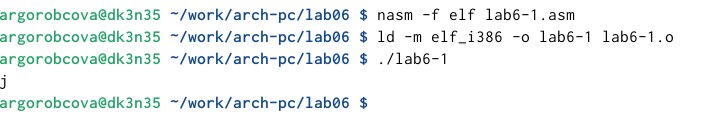 argorobcova@dk3n35 ~/work/arch-pc/lab06 $ nasm -f elf lab6-1.asm
argorobcova@dk3n35 ~/work/arch-pc/lab06 $ ld -m elf_i386 -o lab6-1 lab6-1.o
argorobcova@dk3n35 ~/work/arch-pc/lab06 $ ./lab6-1
j
argorobcova@dk3n35 ~/work/arch-pc/lab06 $